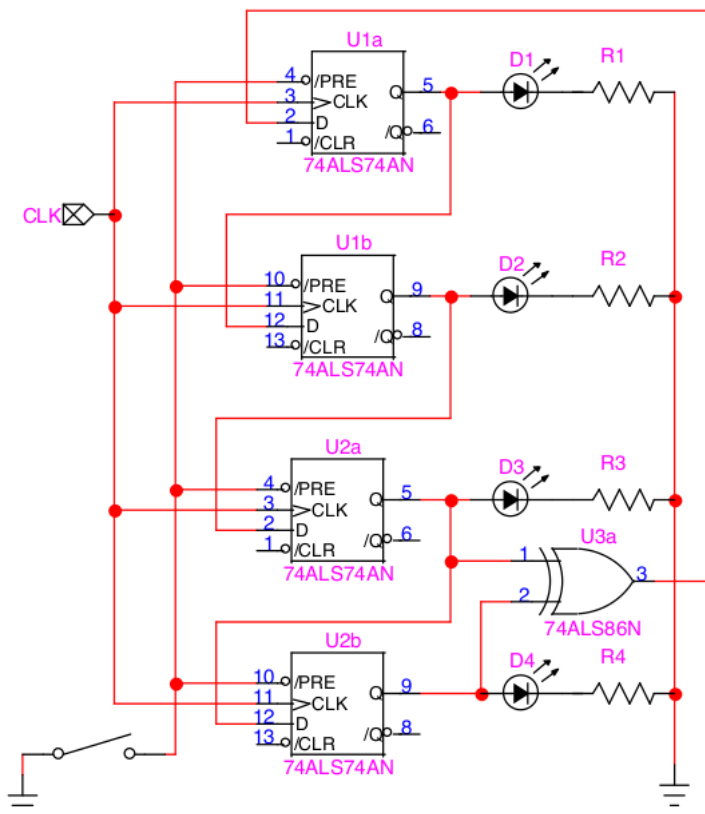 U1a
4
/PRE
3
CLK
2
D
1
/CLR
Q
5
/Q
6
74ALS74AN
D1
R1
CLK
U1b
10
/PRE
11
CLK
12
D
13
/CLR
Q
9
/Q
8
74ALS74AN
D2
R2
U2a
4
/PRE
3
CLK
2
D
1
/CLR
Q
5
/Q
6
74ALS74AN
D3
R3
U3a
1
2
3
74ALS86N
U2b
10
/PRE
11
CLK
12
D
13
/CLR
Q
9
/Q
8
74ALS74AN
D4
R4